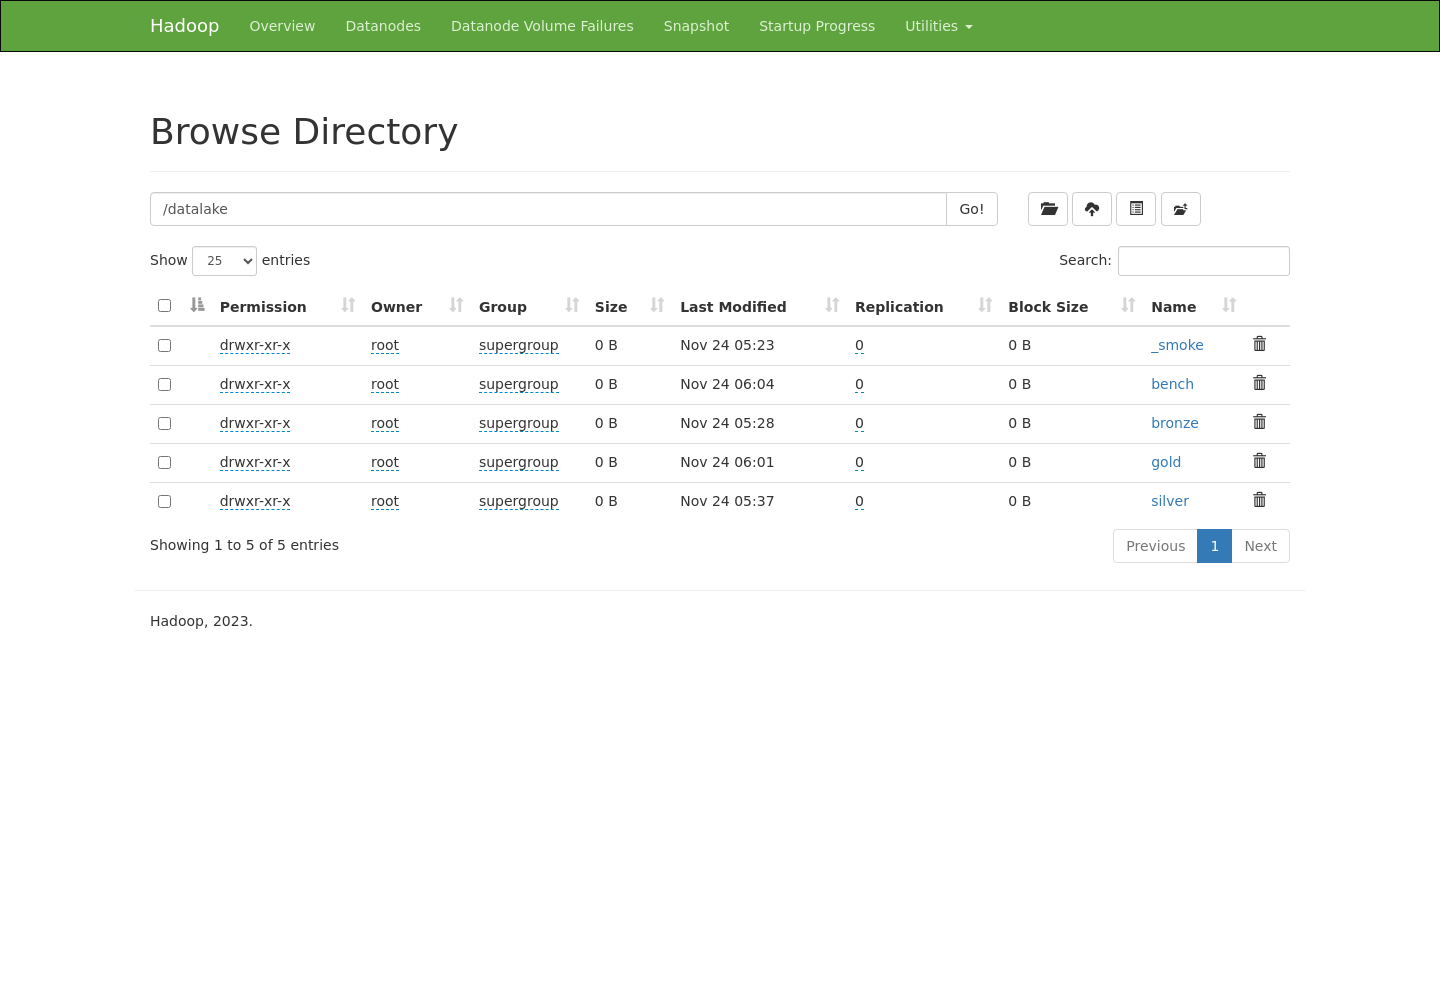 Hadoop Overview Datanodes Datanode Volume Failures Snapshot Startup Progress Utilities
Browse Directory
/datalake Go!
Show 25 entries Search:
Permission Owner Group Size Last Modified Replication Block Size Name
drwxr-xr-x root supergroup 0 B Nov 24 05:23 0 0 B _smoke
drwxr-xr-x root supergroup 0 B Nov 24 06:04 0 0 B bench
drwxr-xr-x root supergroup 0 B Nov 24 05:28 0 0 B bronze
drwxr-xr-x root supergroup 0 B Nov 24 06:01 0 0 B gold
drwxr-xr-x root supergroup 0 B Nov 24 05:37 0 0 B silver
Showing 1 to 5 of 5 entries Previous 1 Next
Hadoop, 2023.